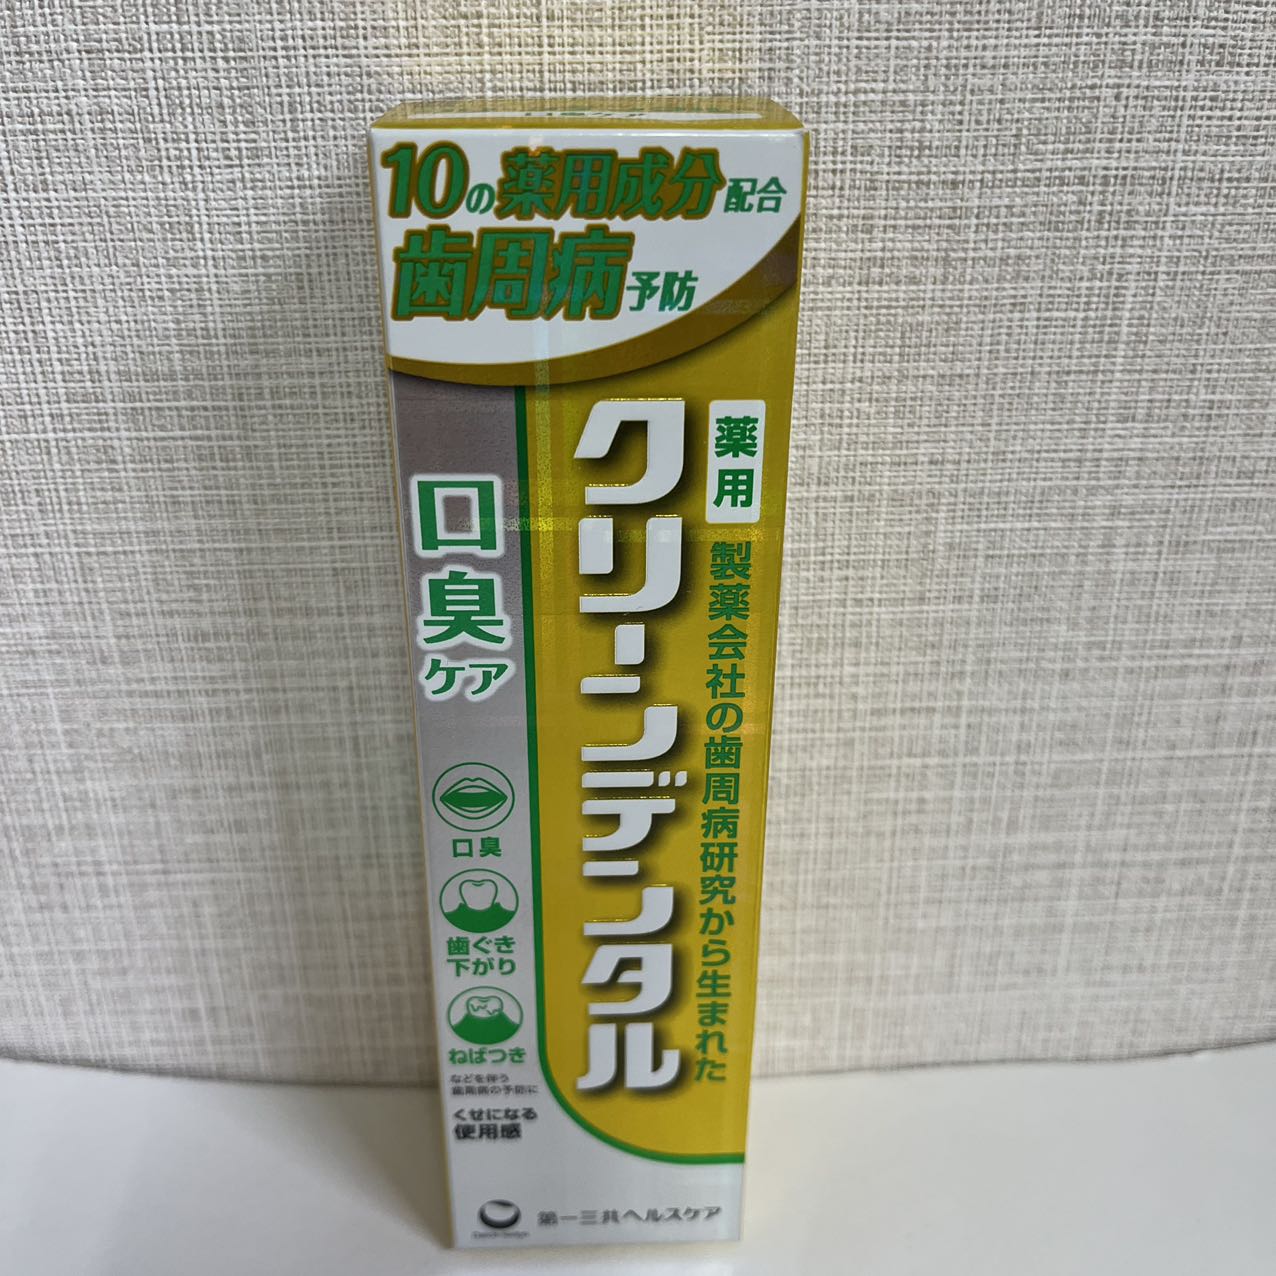 口臭ケア
10の薬用成分配合
歯周病予防
薬用
クリーンデンタル
製薬会社の歯周病研究から生まれた
口臭ケア
口臭
歯ぐき
下がり
ねばつき
などを伴う
歯周病の予防に
くせになる
使用感
第一三共ヘルスケア